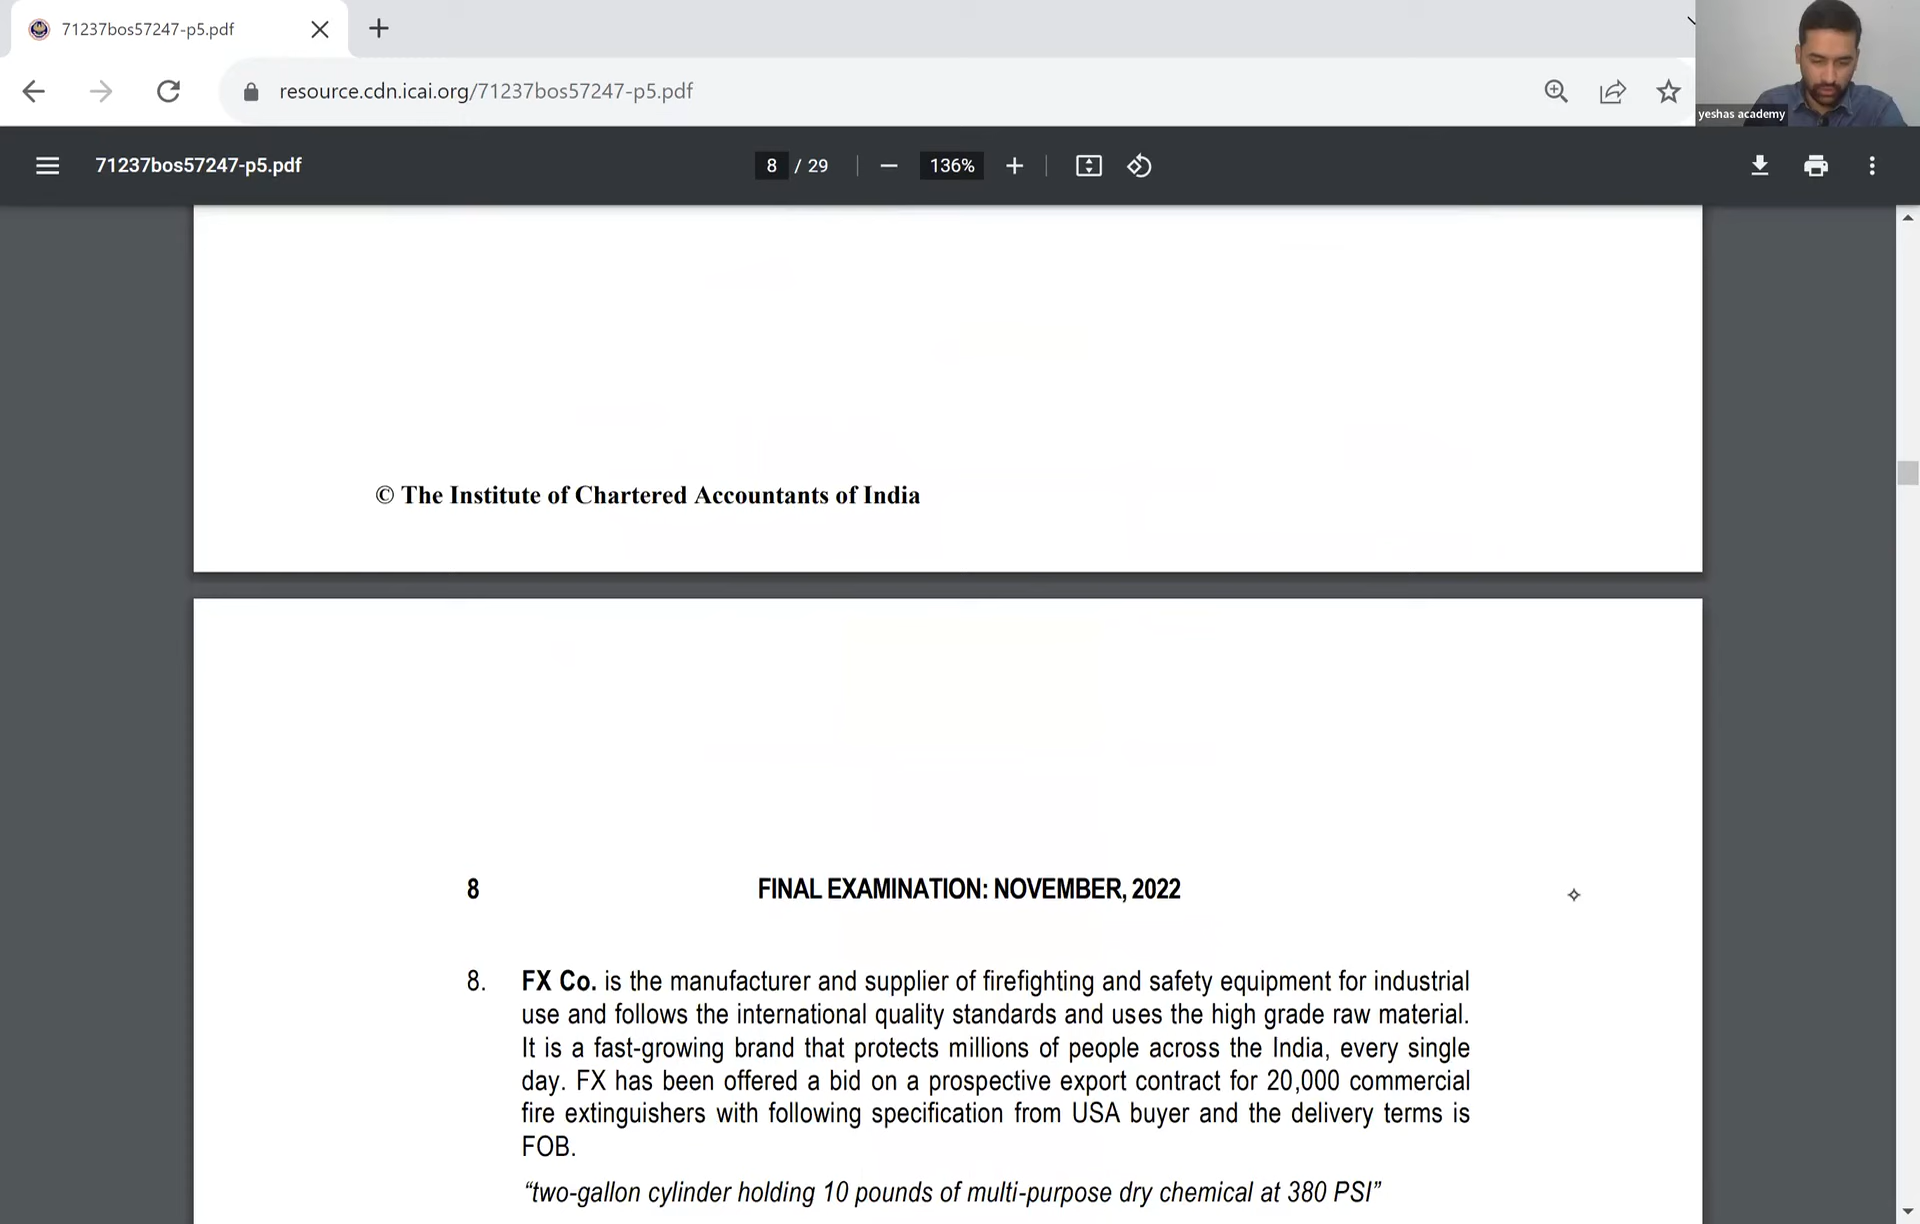 71237bos57247-p5.pdf
resource.cdn.icai.org/71237bos57247-p5.pdf
yeshas academy
71237bos57247-p5.pdf
8 / 29
136%
© The Institute of Chartered Accountants of India
8 FINAL EXAMINATION: NOVEMBER, 2022
8. FX Co. is the manufacturer and supplier of firefighting and safety equipment for industrial
use and follows the international quality standards and uses the high grade raw material.
It is a fast-growing brand that protects millions of people across the India, every single
day. FX has been offered a bid on a prospective export contract for 20,000 commercial
fire extinguishers with following specification from USA buyer and the delivery terms is
FOB.
“two-gallon cylinder holding 10 pounds of multi-purpose dry chemical at 380 PSI”